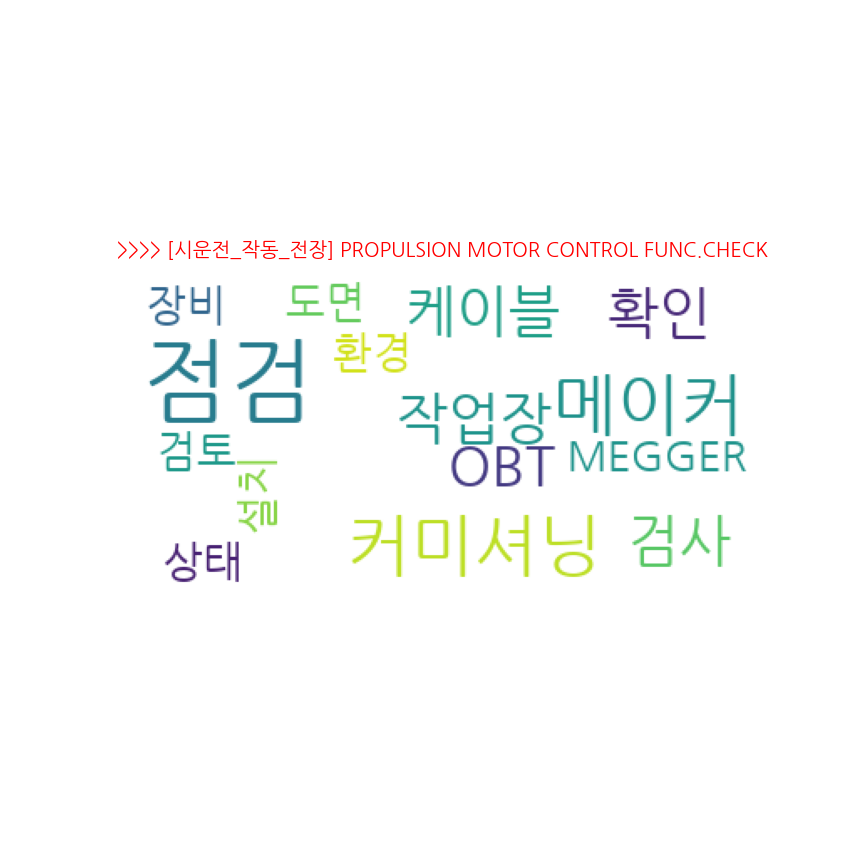 >>>> [시운전_작동_전장] PROPULSION MOTOR CONTROL FUNC.CHECK
장비 도면 케이블 확인
환경
점검 작업장 메이커
검토 OBT MEGGER
설치
상태 커미셔닝 검사